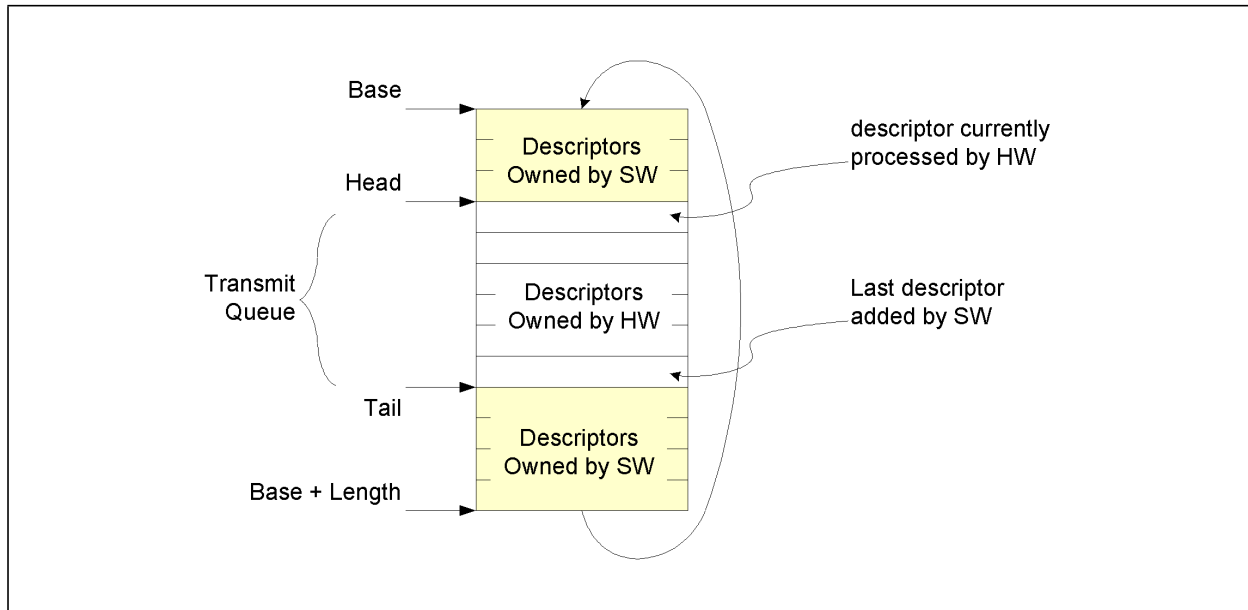 Base
Descriptors
Owned by SW
descriptor currently
processed by HW
Head
Transmit
Queue
Descriptors
Owned by HW
Last descriptor
added by SW
Tail
Descriptors
Owned by SW
Base + Length